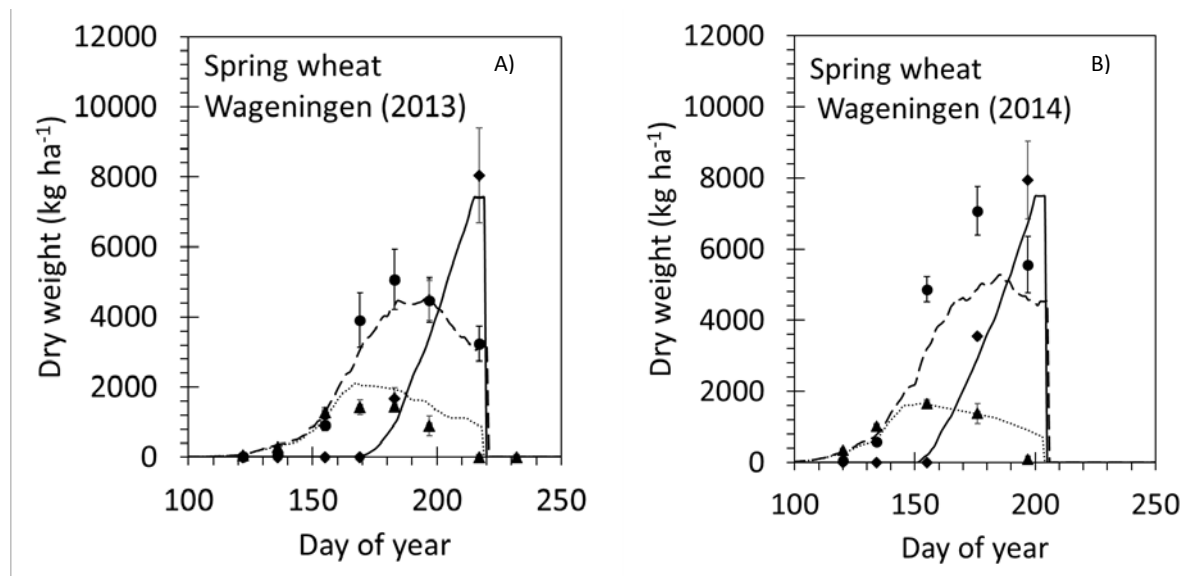 Spring wheat
Wageningen (2013)
A)
Dry weight (kg ha⁻¹)
12000
10000
8000
6000
4000
2000
0
100 150 200 250
Day of year
Spring wheat
Wageningen (2014)
B)
Dry weight (kg ha⁻¹)
12000
10000
8000
6000
4000
2000
0
100 150 200 250
Day of year